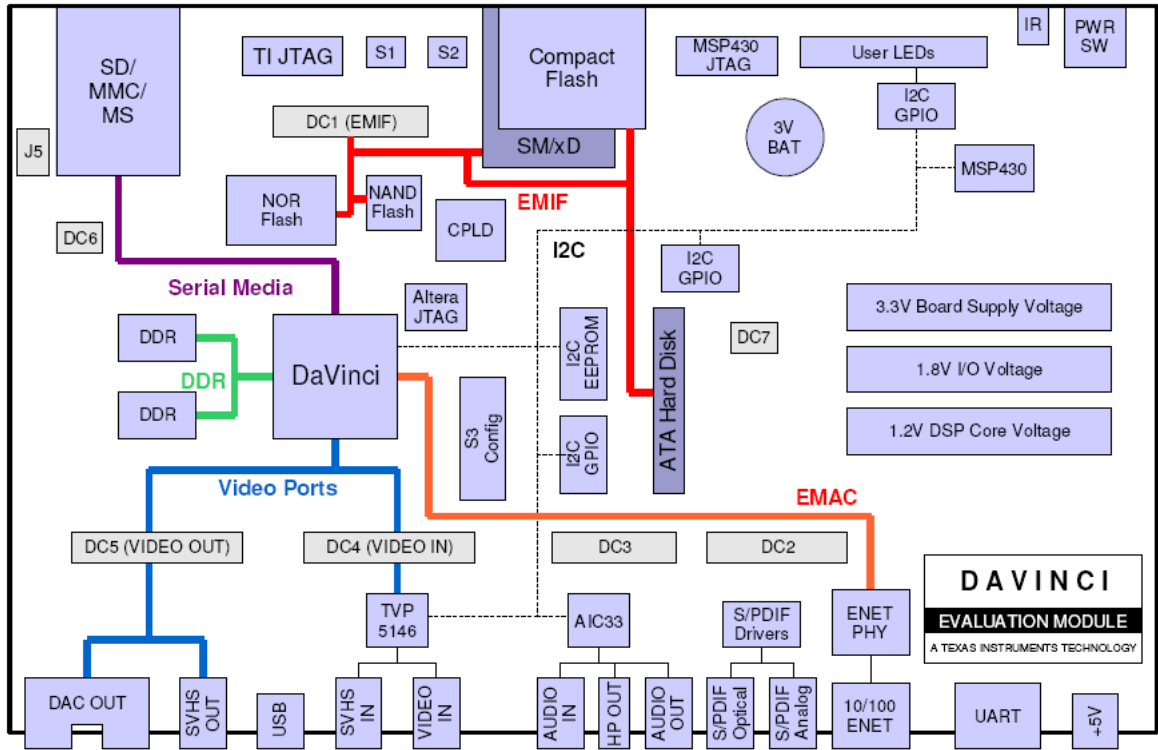 SD/
MMC/
MS
TI JTAG
S1
S2
Compact
Flash
MSP430
JTAG
User LEDs
IR
PWR
SW
I2C
GPIO
DC1 (EMIF)
3V
BAT
J5
SM/xD
MSP430
NOR
Flash
NAND
Flash
EMIF
CPLD
DC6
I2C
I2C
GPIO
Serial Media
Altera
JTAG
3.3V Board Supply Voltage
DDR
DDR
DDR
DaVinci
I2C
EEPROM
DC7
ATA Hard Disk
1.8V I/O Voltage
S3
Config
I2C
GPIO
1.2V DSP Core Voltage
Video Ports
EMAC
DC5 (VIDEO OUT)
DC4 (VIDEO IN)
DC3
DC2
DAVINCI
EVALUATION MODULE
A TEXAS INSTRUMENTS TECHNOLOGY
TVP
5146
AIC33
S/PDIF
Drivers
ENET
PHY
DAC OUT
SVHS
OUT
USB
SVHS
IN
VIDEO
IN
AUDIO
IN
HP OUT
AUDIO
OUT
S/PDIF
Optical
S/PDIF
Analog
10/100
ENET
UART
+5V